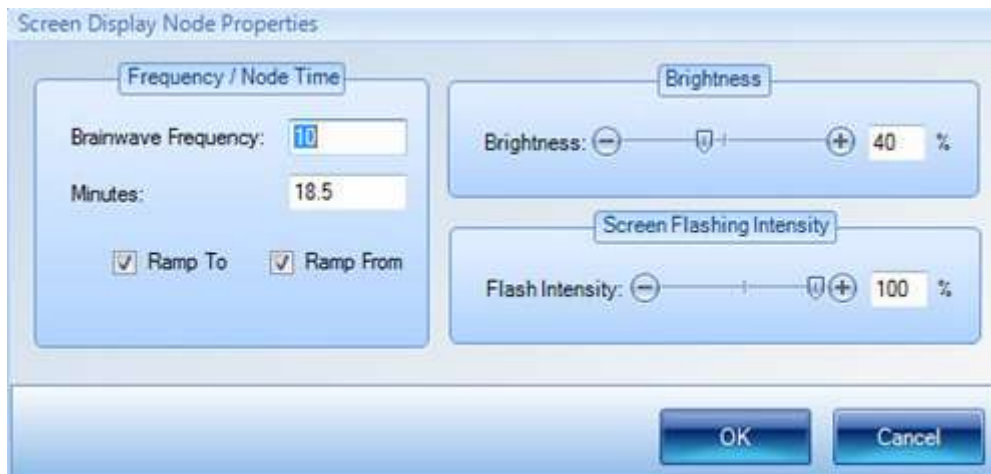 Screen Display Node Properties
Frequency / Node Time
Brainwave Frequency: 10
Minutes: 18.5
Ramp To Ramp From
Brightness
Brightness: 40 %
Screen Flashing Intensity
Flash Intensity: 100 %
OK Cancel